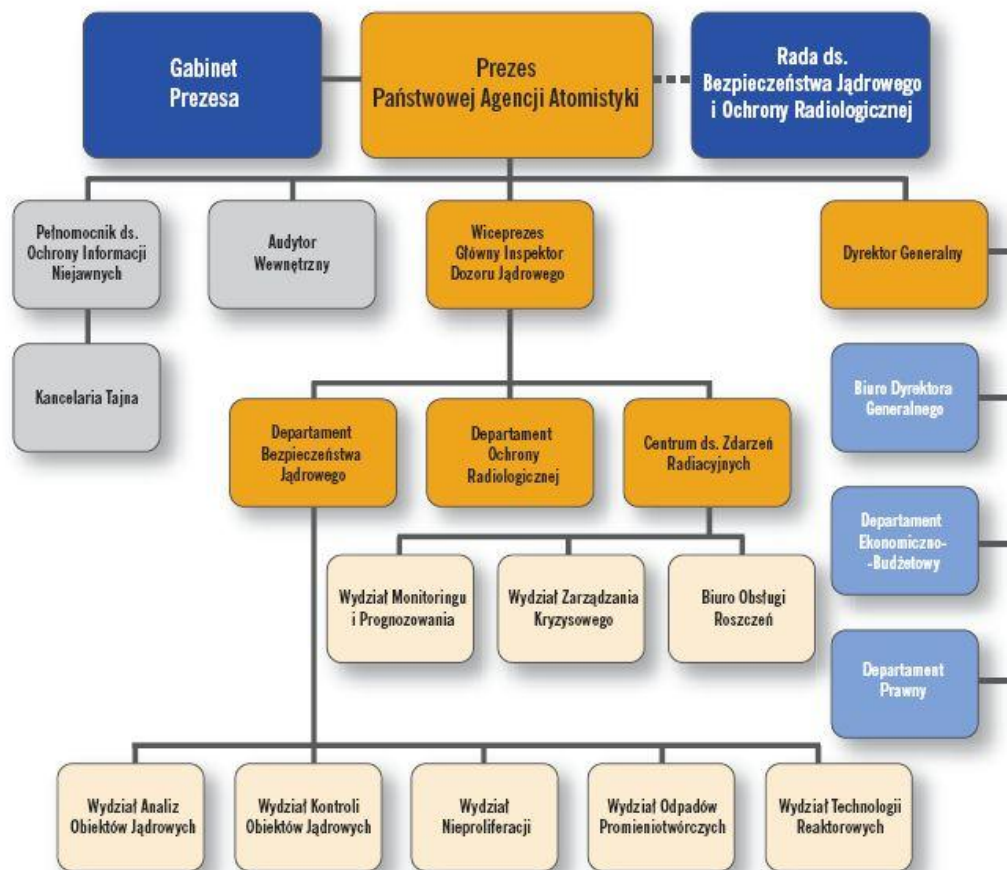 Gabinet
Prezesa
Prezes
Państwowej Agencji Atomistyki
Rada ds.
Bezpieczeństwa Jądrowego
i Ochrony Radiologicznej
Pełnomocnik ds.
Ochrony Informacji
Niejawnych
Audytor
Wewnętrzny
Wiceprezes
Główny Inspektor
Dozoru Jądrowego
Dyrektor Generalny
Kancelaria Tajna
Biuro Dyrektora
Generalnego
Departament
Bezpieczeństwa
Jądrowego
Departament
Ochrony
Radiologicznej
Centrum ds. Zdarzeń
Radiacyjnych
Departament
Ekonomiczno-
-Budżetowy
Wydział Monitoringu
i Prognozowania
Wydział Zarządzania
Kryzysowego
Biuro Obsługi
Roszczeń
Departament
Prawny
Wydział Analiz
Obiektów Jądrowych
Wydział Kontroli
Obiektów Jądrowych
Wydział
Nieproliferacji
Wydział Odpadów
Promieniotwórczych
Wydział Technologii
Reaktorowych